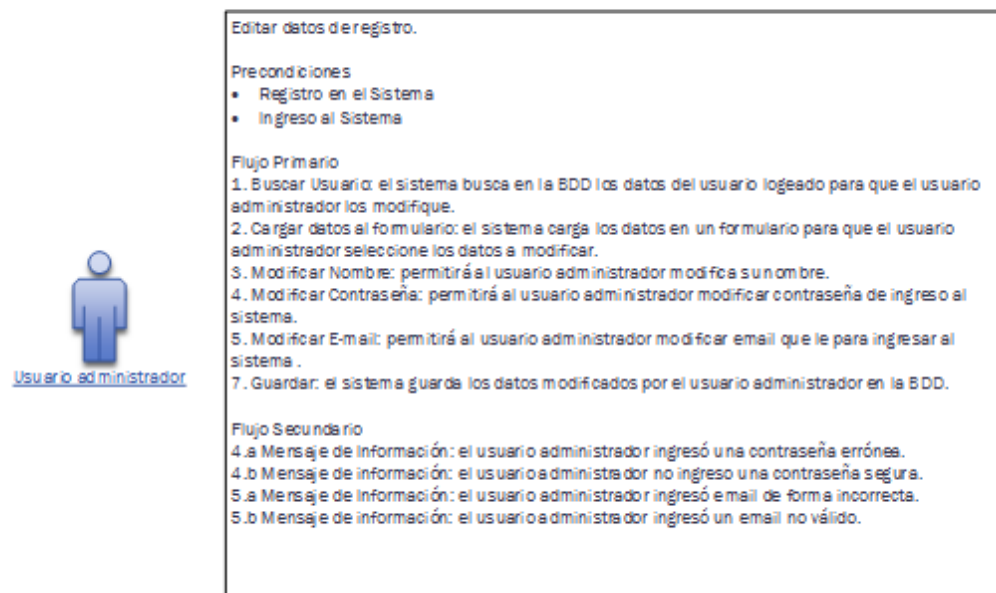 Editar datos de registro.
Precondiciones
• Registro en el Sistema
• Ingreso al Sistema
Flujo Primario
1. Buscar Usuario: el sistema busca en la BDD los datos del usuario logeado para que el usuario
administrador los modifique.
2. Cargar datos al formulario: el sistema carga los datos en un formulario para que el usuario
administrador seleccione los datos a modificar.
3. Modificar Nombre: permitirá al usuario administrador modifica su nombre.
4. Modificar Contraseña: permitirá al usuario administrador modificar contraseña de ingreso al
sistema.
5. Modificar E-mail: permitirá al usuario administrador modificar email que le para ingresar al
sistema .
7. Guardar: el sistema guarda los datos modificados por el usuario administrador en la BDD.
Flujo Secundario
4.a Mensaje de Información: el usuario administrador ingresó una contraseña errónea.
4.b Mensaje de información: el usuario administrador no ingreso una contraseña segura.
5.a Mensaje de Información: el usuario administrador ingresó email de forma incorrecta.
5.b Mensaje de información: el usuario administrador ingresó un email no válido.
Usuario administrador